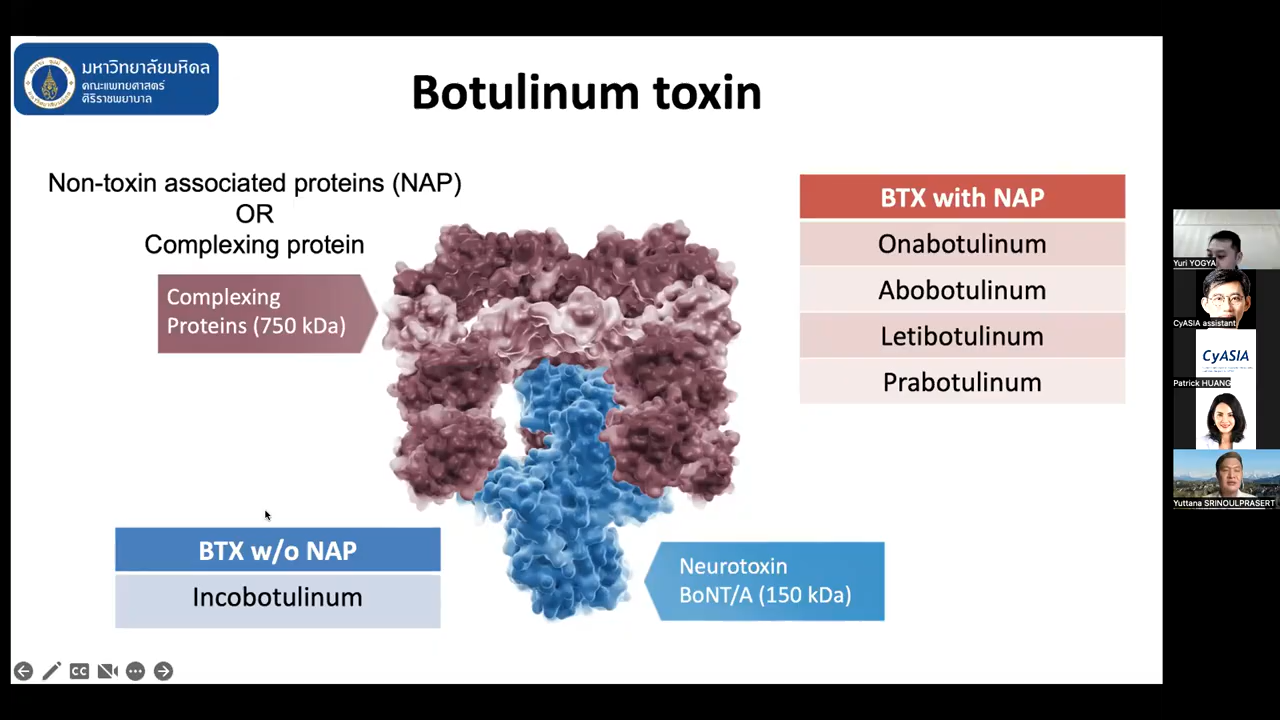 มหาวิทยาลัยมหิดล
คณะแพทยศาสตร์
ศิริราชพยาบาล
Botulinum toxin
Non-toxin associated proteins (NAP)
OR
Complexing protein
Complexing
Proteins (750 kDa)
BTX with NAP
Onabotulinum
Abobotulinum
Letibotulinum
Prabotulinum
BTX w/o NAP
Incobotulinum
Neurotoxin
BoNT/A (150 kDa)
CC
Yuri YOGYA
CyASIA assistant
CyASIA
Patrick HUANG
Yuttana SRINOULPRASERT